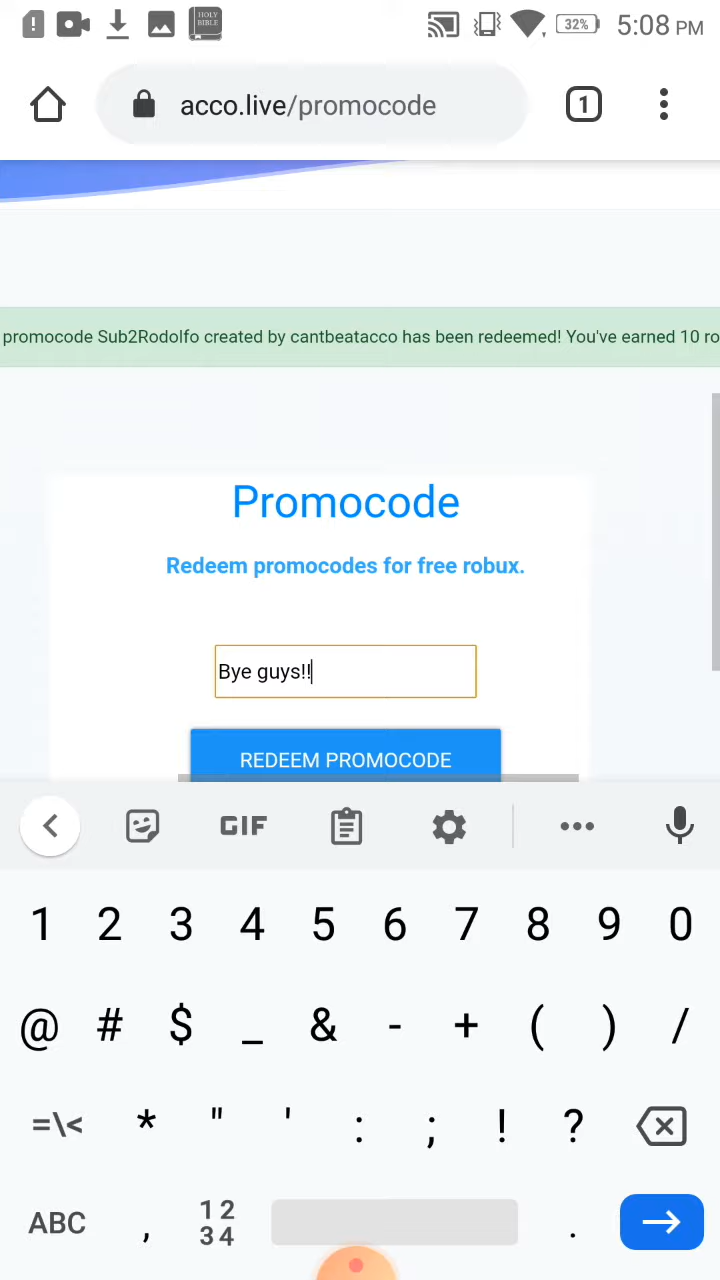 HOLY
BIBLE
32%
5:08 PM
acco.live/promocode
1
promocode Sub2Rodolfo created by cantbeatacco has been redeemed! You've earned 10 ro
Promocode
Redeem promocodes for free robux.
Bye guys!!
REDEEM PROMOCODE
GIF
1 2 3 4 5 6 7 8 9 0
@ # $ _ & - + ( ) /
=\< * " ' : ; ! ?
ABC , 12 34 .